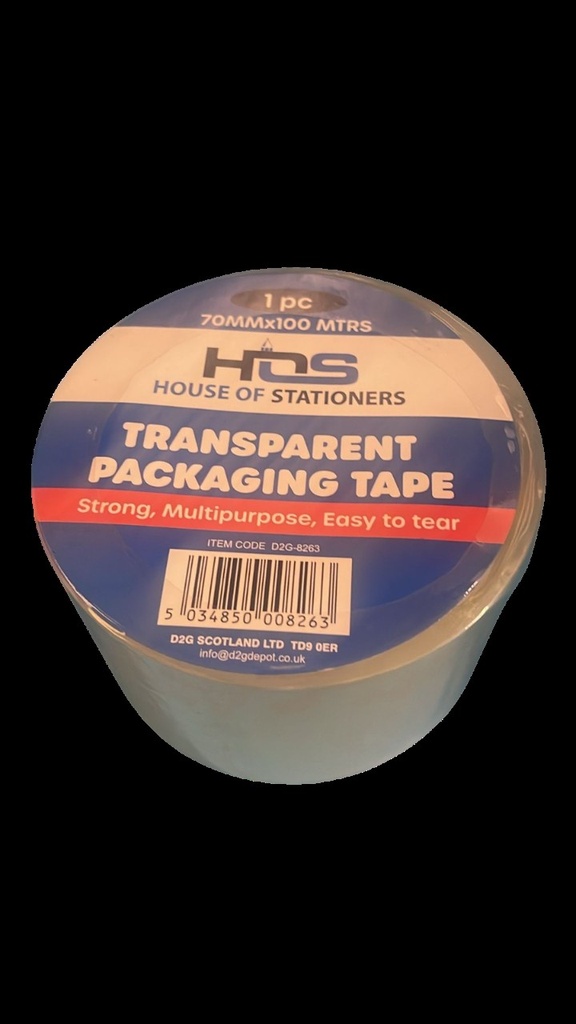 1 pc
70MMx100 MTRS
HOS
HOUSE OF STATIONERS
TRANSPARENT
PACKAGING TAPE
Strong, Multipurpose, Easy to tear
ITEM CODE D2G-8263
5 034850 008263
D2G SCOTLAND LTD TD9 0ER
info@d2gdepot.co.uk